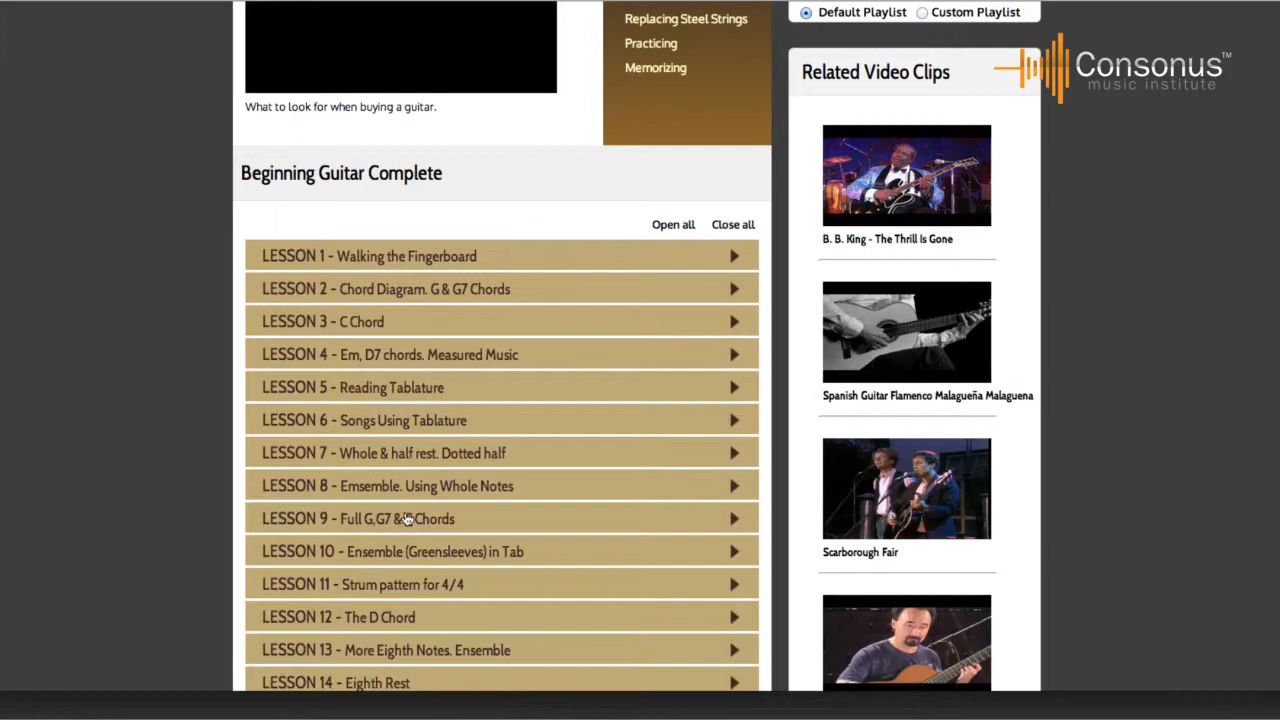 Replacing Steel Strings
Practicing
Memorizing
Default Playlist
Custom Playlist
Consonus™
music institute
What to look for when buying a guitar.
Related Video Clips
Beginning Guitar Complete
Open all
Close all
LESSON 1 - Walking the Fingerboard
LESSON 2 - Chord Diagram. G & G7 Chords
LESSON 3 - C Chord
LESSON 4 - Em, D7 chords. Measured Music
LESSON 5 - Reading Tablature
LESSON 6 - Songs Using Tablature
LESSON 7 - Whole & half rest. Dotted half
LESSON 8 - Emsemble. Using Whole Notes
LESSON 9 - Full G,G7 & Chords
LESSON 10 - Ensemble (Greensleeves) in Tab
LESSON 11 - Strum pattern for 4/4
LESSON 12 - The D Chord
LESSON 13 - More Eighth Notes. Ensemble
LESSON 14 - Eighth Rest
B. B. King - The Thrill Is Gone
Spanish Guitar Flamenco Malagueña Malaguena
Scarborough Fair